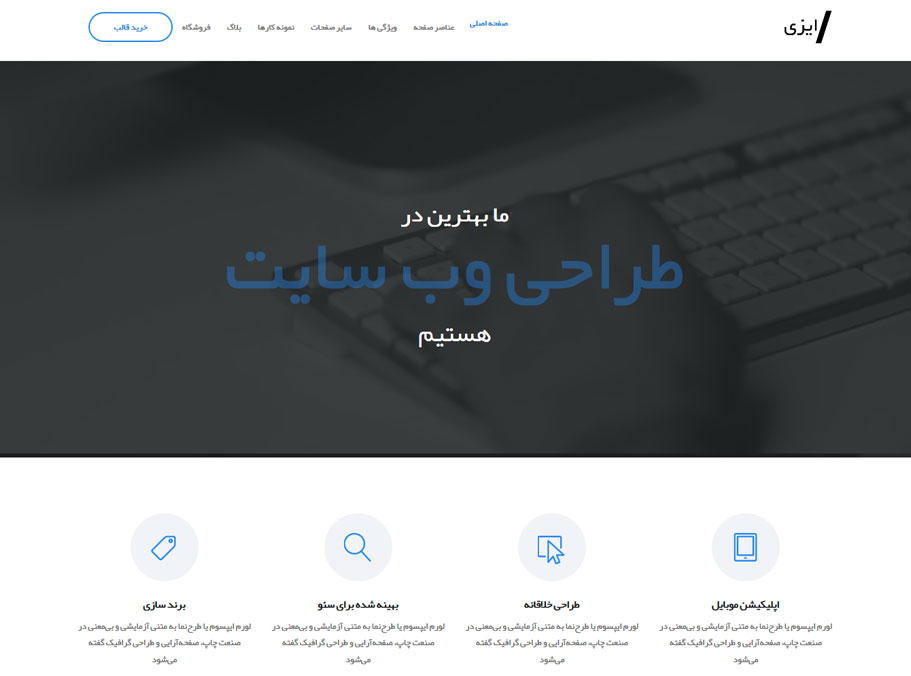 ایزی
صفحه اصلی
عناصر صفحه
ویژگی ها
سایر صفحات
نمونه کارها
بلاگ
فروشگاه
خرید قالب
ما بهترین در
طراحی وب سایت
هستیم
اپلیکیشن موبایل
لورم ایپسوم یا طرح‌نما به متنی آزمایشی و بی‌معنی در
صنعت چاپ، صفحه‌آرایی و طراحی گرافیک گفته
می‌شود
طراحی خلاقانه
لورم ایپسوم یا طرح‌نما به متنی آزمایشی و بی‌معنی در
صنعت چاپ، صفحه‌آرایی و طراحی گرافیک گفته
می‌شود
بهینه شده برای سئو
لورم ایپسوم یا طرح‌نما به متنی آزمایشی و بی‌معنی در
صنعت چاپ، صفحه‌آرایی و طراحی گرافیک گفته
می‌شود
برند سازی
لورم ایپسوم یا طرح‌نما به متنی آزمایشی و بی‌معنی در
صنعت چاپ، صفحه‌آرایی و طراحی گرافیک گفته
می‌شود